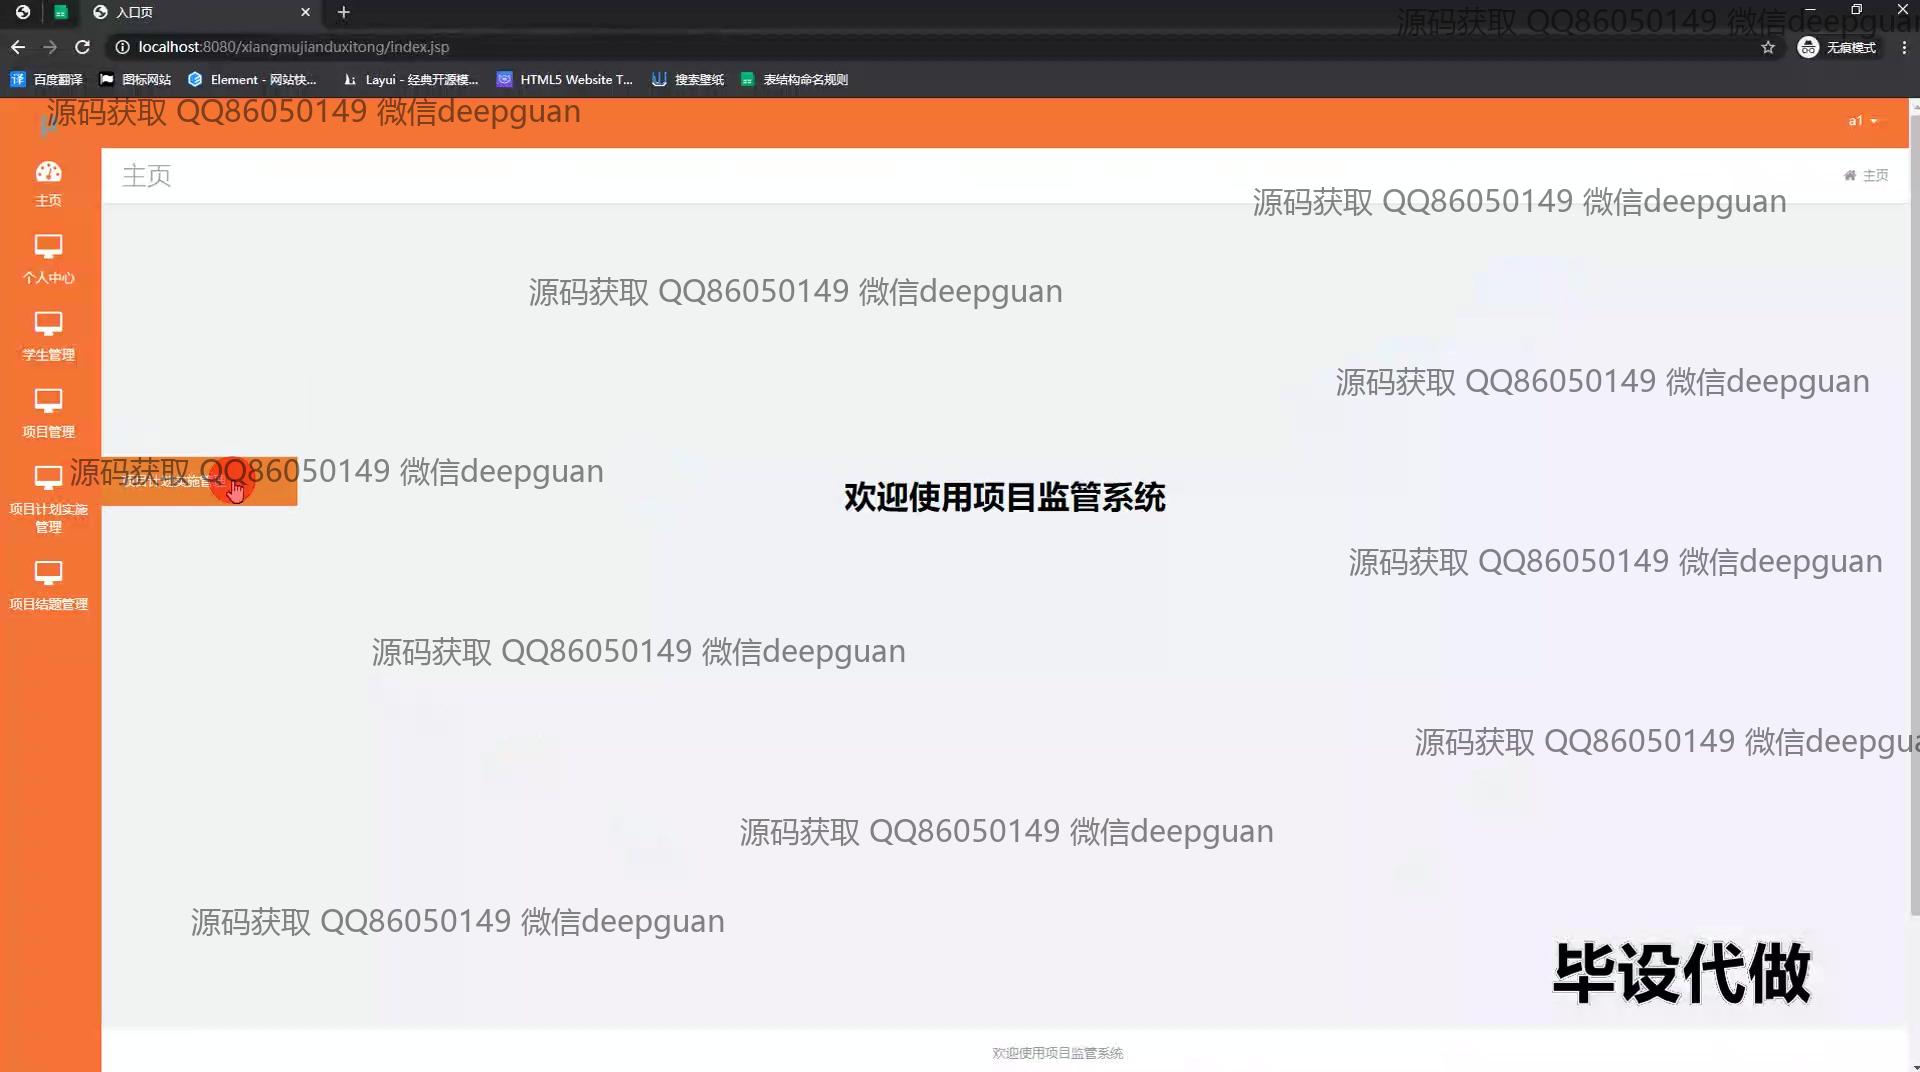 入口页
源码获取 QQ86050149 微信deepguan
localhost:8080/xiangmujianduxitong/index.jsp
无痕模式
百度翻译
图标网站
Element - 网站快...
Layui - 经典开源模...
HTML5 Website T...
搜索壁纸
表结构命名规则
源码获取 QQ86050149 微信deepguan
a1
主页
主页
主页
源码获取 QQ86050149 微信deepguan
个人中心
源码获取 QQ86050149 微信deepguan
学生管理
源码获取 QQ86050149 微信deepguan
项目管理
源码获取 QQ86050149 微信deepguan
项目计划实施管
项目计划实施
管理
欢迎使用项目监管系统
源码获取 QQ86050149 微信deepguan
项目结题管理
源码获取 QQ86050149 微信deepguan
源码获取 QQ86050149 微信deepgua
源码获取 QQ86050149 微信deepguan
源码获取 QQ86050149 微信deepguan
毕设代做
欢迎使用项目监管系统